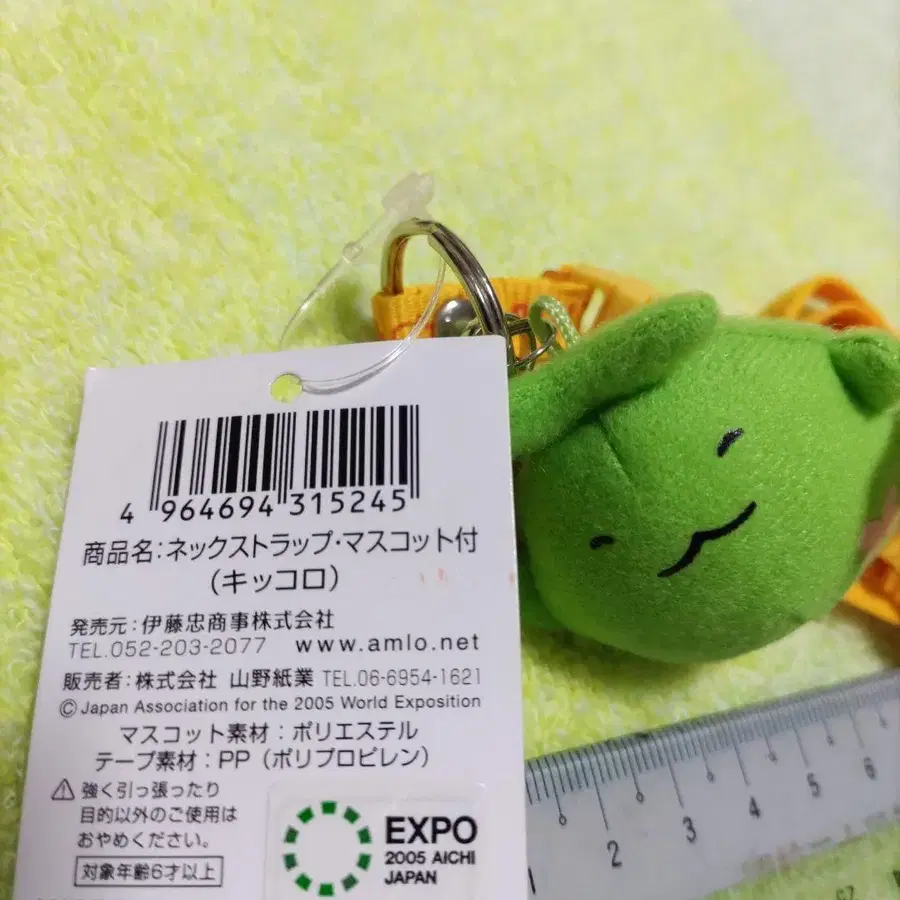 4 964694 315245
商品名:ネックストラップ・マスコット付
(キッコロ)
発売元:伊藤忠商事株式会社
TEL.052-203-2077 www.amlo.net
販売者:株式会社 山野紙業 TEL.06-6954-1621
©Japan Association for the 2005 World Exposition
マスコット素材:ポリエステル
テープ素材:PP(ポリプロピレン)
⚠強く引っ張ったり
目的以外のご使用は
おやめください。
対象年齢6才以上
EXPO
2005 AICHI
JAPAN
1 2 3 4 5 6